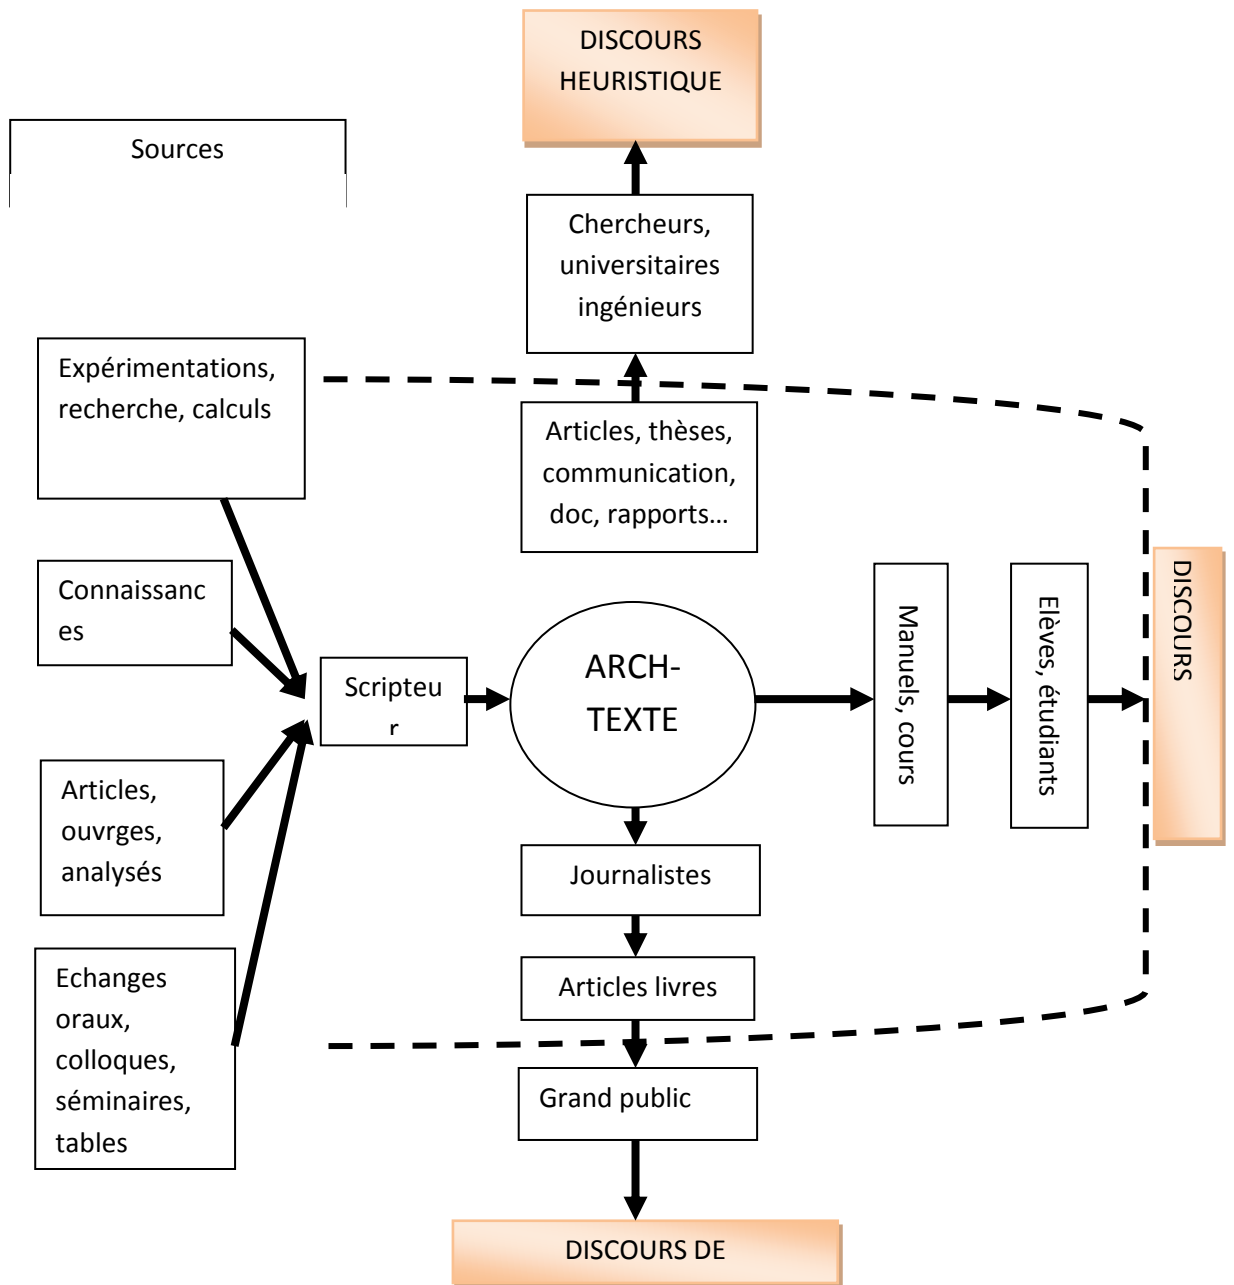 DISCOURS
HEURISTIQUE
Sources
Chercheurs,
universitaires
ingénieurs
Expérimentations,
recherche, calculs
Articles, thèses,
communication,
doc, rapports...
Connaissanc
es
Scripteu
r
ARCH-
TEXTE
Manuels, cours
Elèves, étudiants
DISCOURS
Articles,
ouvrges,
analysés
Journalistes
Articles livres
Echanges
oraux,
colloques,
séminaires,
tables
Grand public
DISCOURS DE